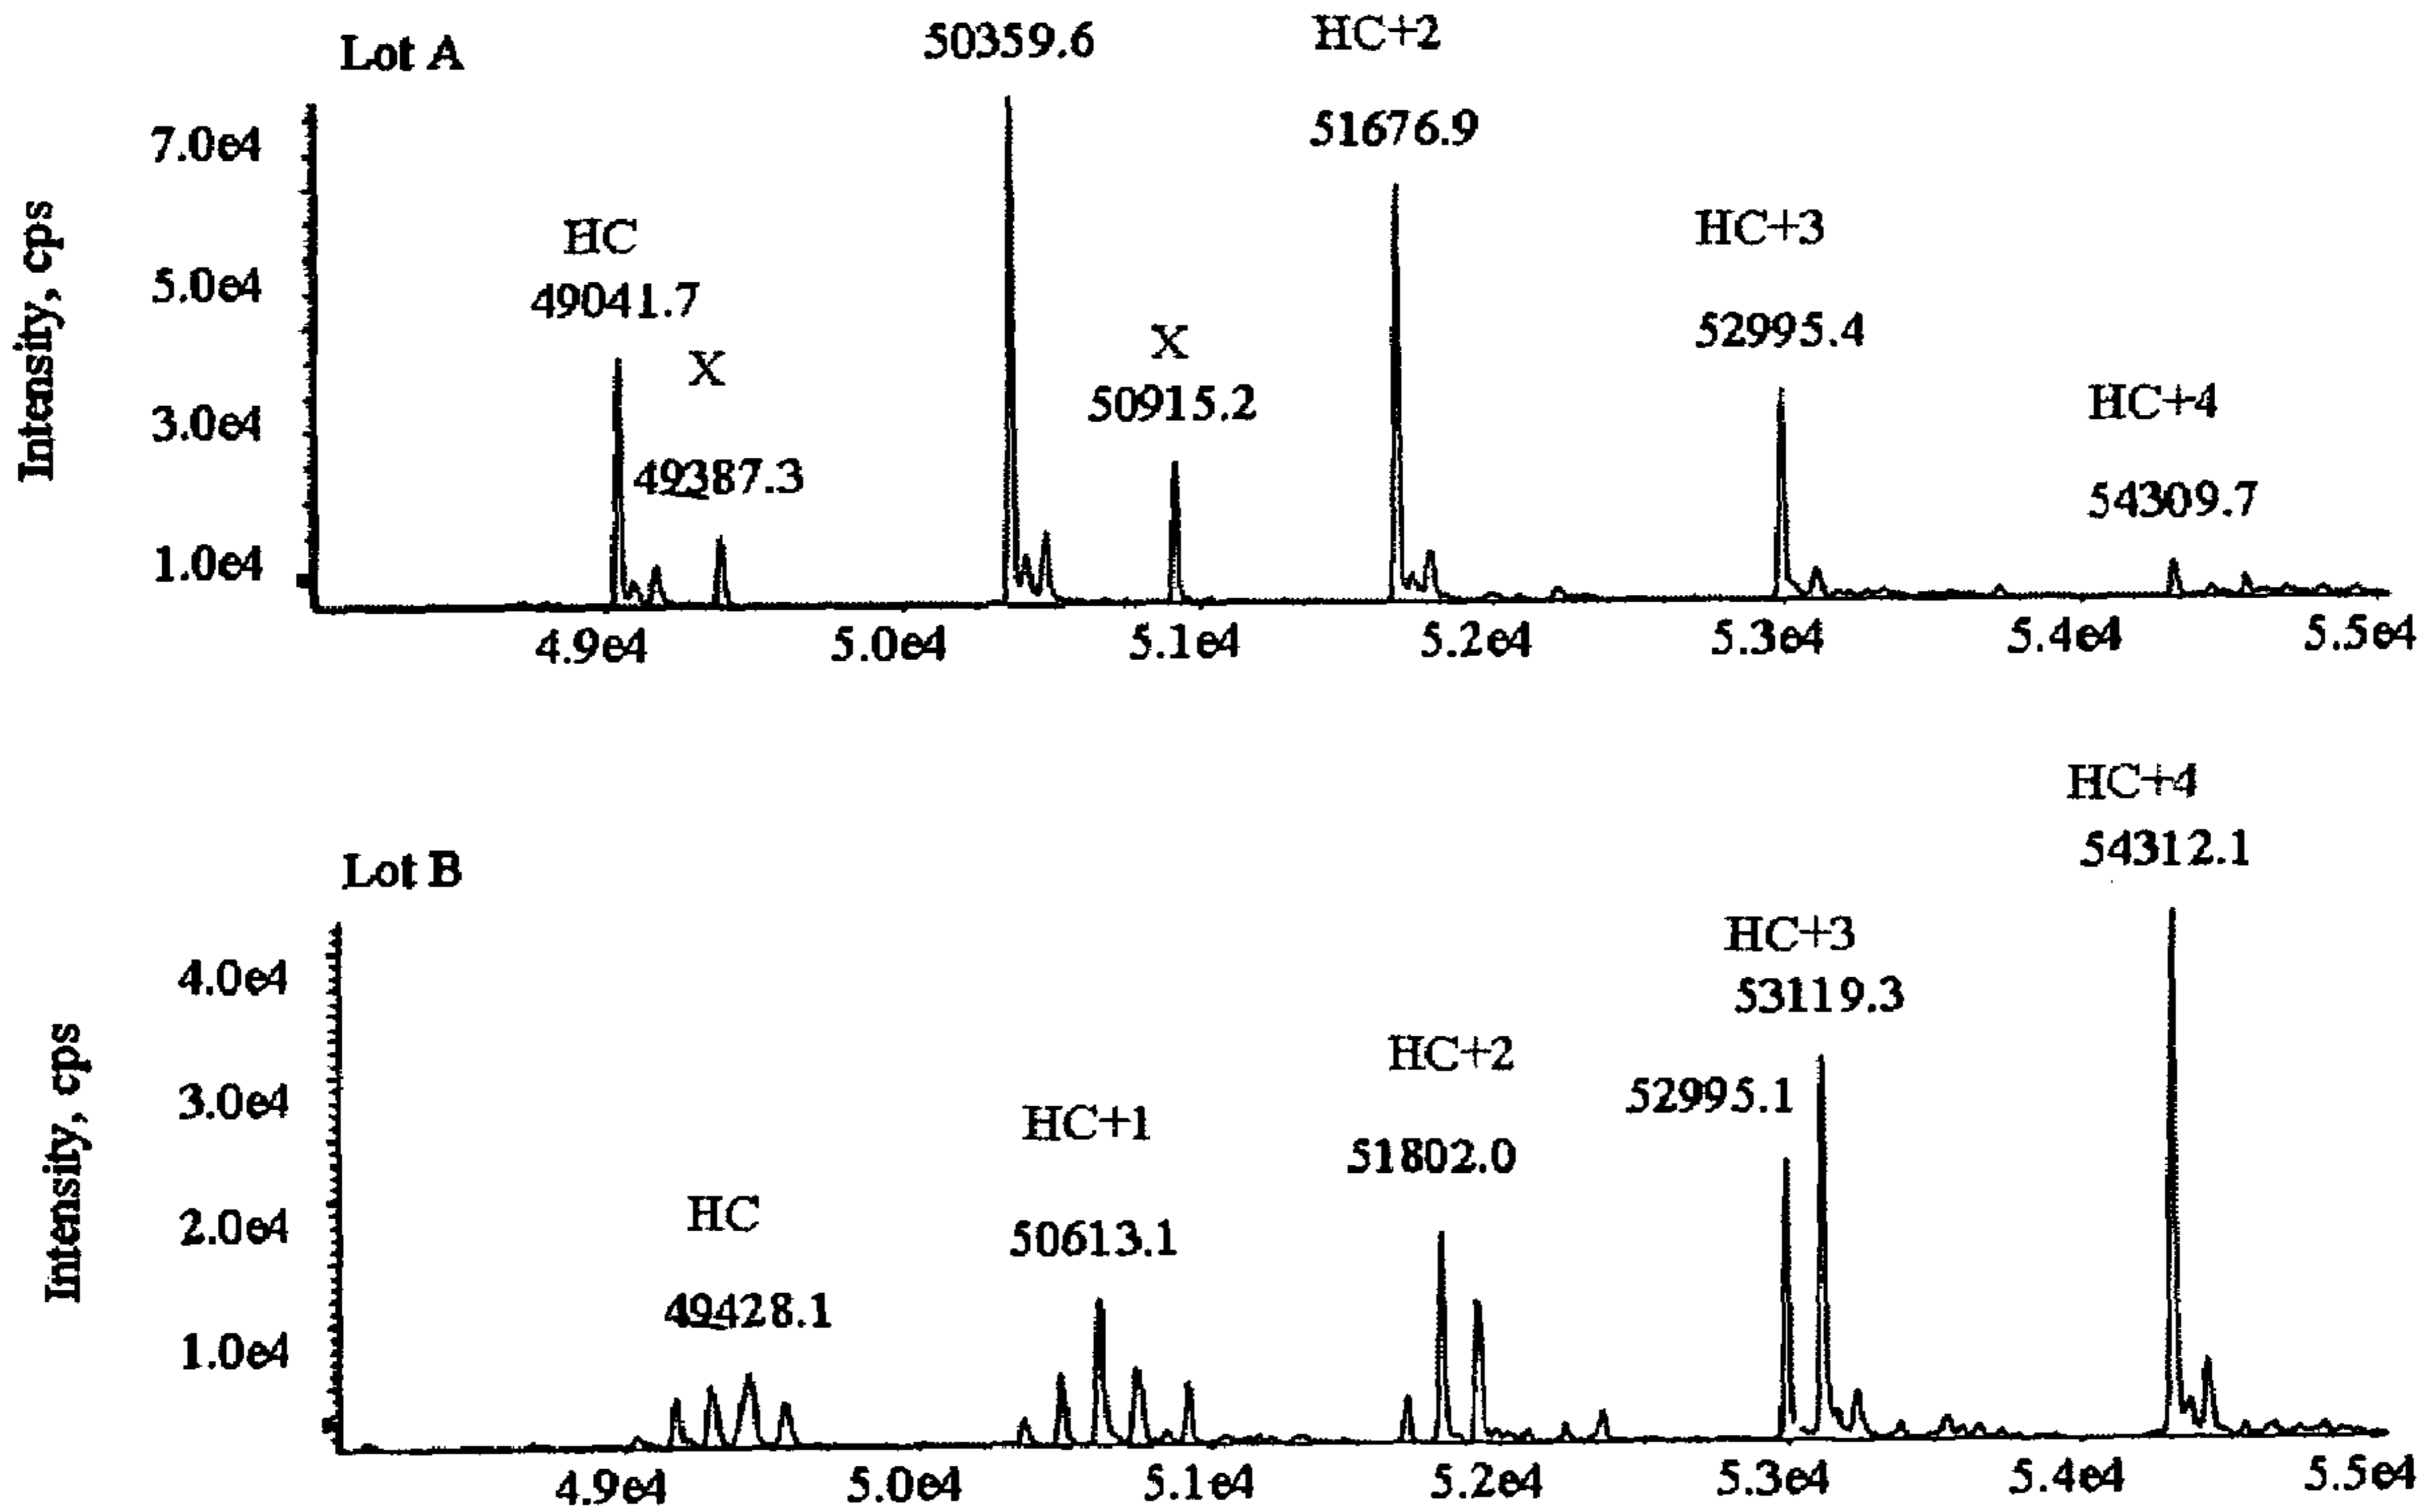 Lot A
50359.6
HC+2
51676.9
7.0e4
HC
49041.7
X
49387.3
X
50915.2
HC+3
52995.4
HC+4
54309.7
5.0e4
3.0e4
1.0e4
Intensity, cps
4.9e4 5.0e4 5.1e4 5.2e4 5.3e4 5.4e4 5.5e4
Lot B
HC+4
54312.1
HC+3
53119.3
52995.1
HC+2
51802.0
HC+1
50613.1
HC
49428.1
4.0e4
3.0e4
2.0e4
1.0e4
Intensity, cps
4.9e4 5.0e4 5.1e4 5.2e4 5.3e4 5.4e4 5.5e4